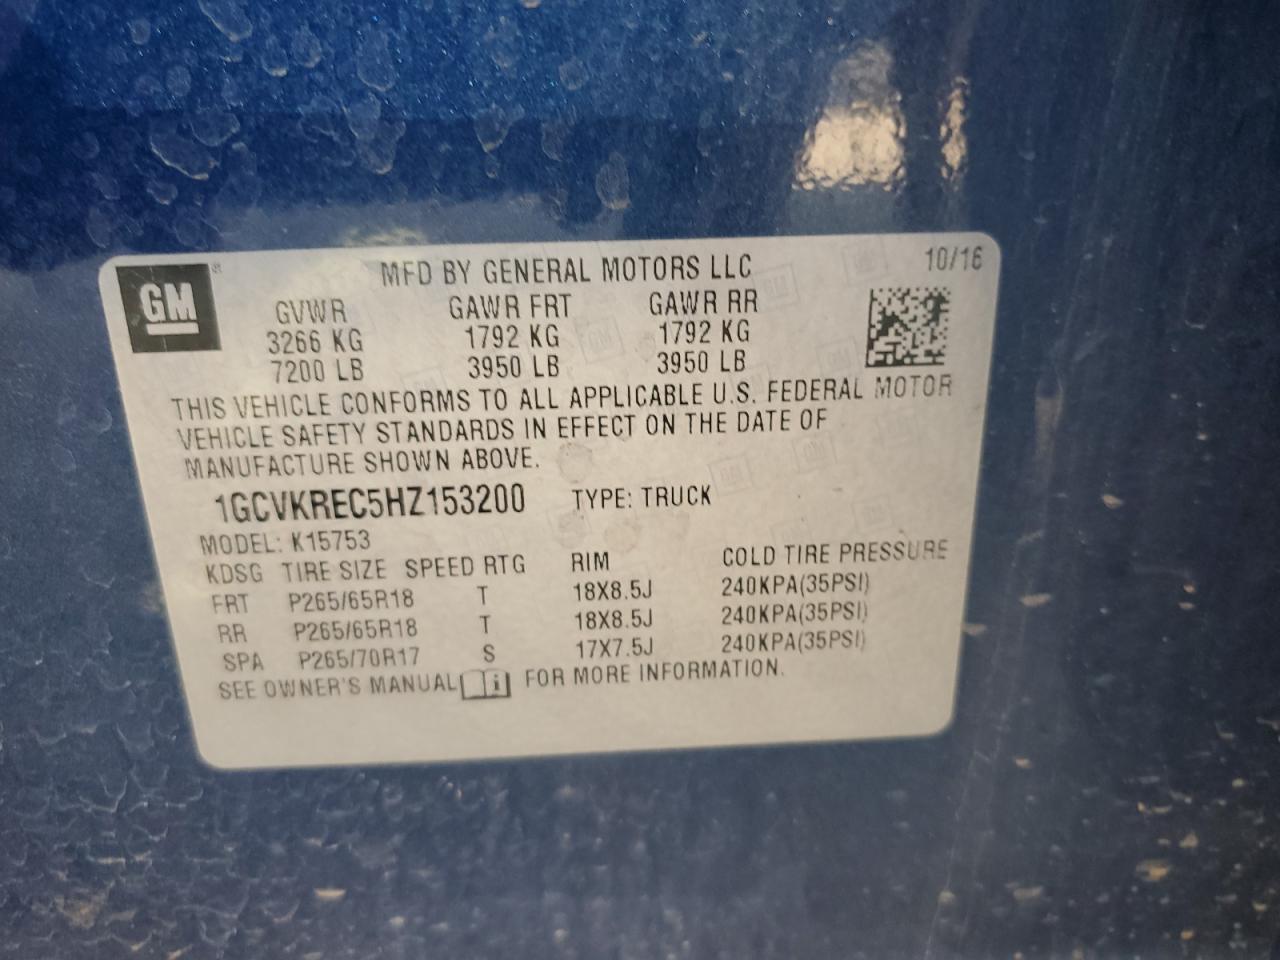 GM
MFD BY GENERAL MOTORS LLC 10/16
GVWR GAWR FRT GAWR RR
3266 KG 1792 KG 1792 KG
7200 LB 3950 LB 3950 LB
THIS VEHICLE CONFORMS TO ALL APPLICABLE U.S. FEDERAL MOTOR
VEHICLE SAFETY STANDARDS IN EFFECT ON THE DATE OF
MANUFACTURE SHOWN ABOVE.
1GCVKREC5HZ153200 TYPE: TRUCK
MODEL: K15753
KDSG TIRE SIZE SPEED RTG RIM COLD TIRE PRESSURE
FRT P265/65R18 T 18X8.5J 240KPA(35PSI)
RR P265/65R18 T 18X8.5J 240KPA(35PSI)
SPA P265/70R17 S 17X7.5J 240KPA(35PSI)
SEE OWNER'S MANUAL i FOR MORE INFORMATION.